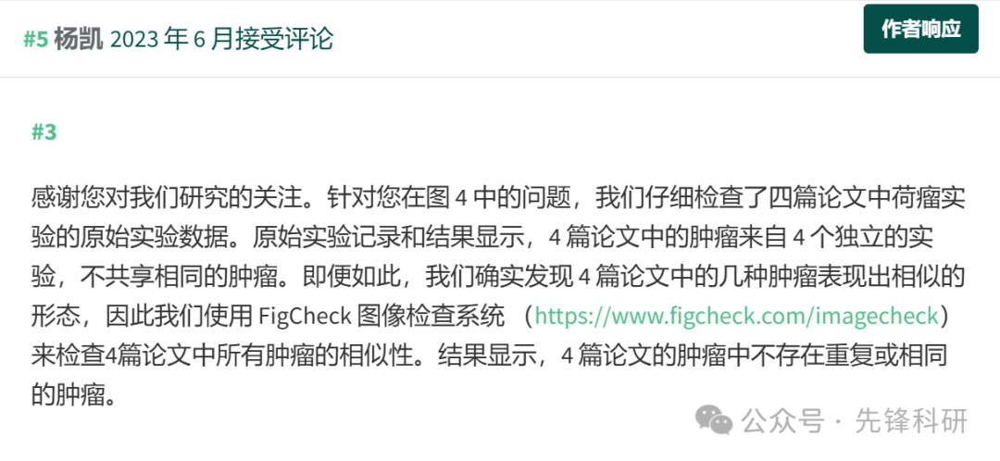 #5 杨凯 2023 年 6 月接受评论
作者响应
#3
感谢您对我们研究的关注。针对您在图 4 中的问题，我们仔细检查了四篇论文中荷瘤实
验的原始实验数据。原始实验记录和结果显示，4 篇论文中的肿瘤来自 4 个独立的实
验，不共享相同的肿瘤。即便如此，我们确实发现 4 篇论文中的几种肿瘤表现出相似的
形态，因此我们使用 FigCheck 图像检查系统 （https://www.figcheck.com/imagecheck）
来检查4篇论文中所有肿瘤的相似性。结果显示，4 篇论文的肿瘤中不存在重复或相同
的肿瘤。
公众号 · 先锋科研